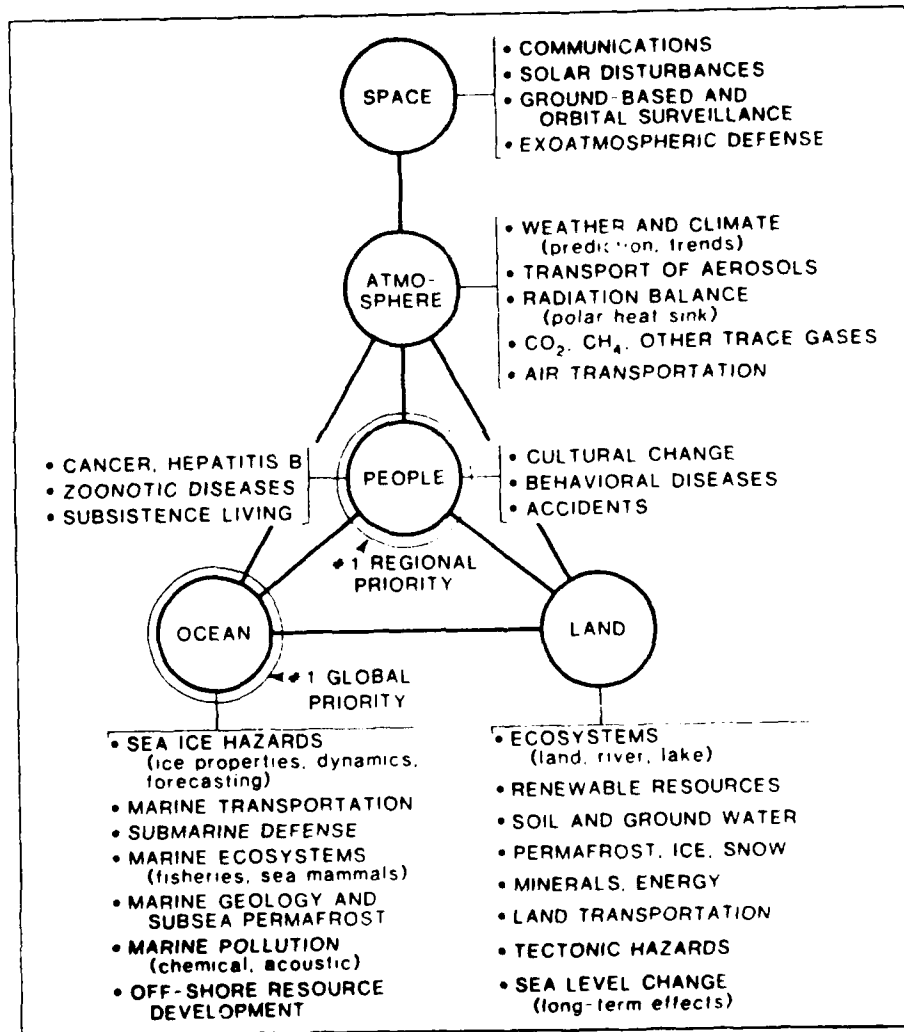 SPACE
• COMMUNICATIONS
• SOLAR DISTURBANCES
• GROUND-BASED AND
ORBITAL SURVEILLANCE
• EXOATMOSPHERIC DEFENSE
ATMO-
SPHERE
• WEATHER AND CLIMATE
(prediction, trends)
• TRANSPORT OF AEROSOLS
• RADIATION BALANCE
(polar heat sink)
• CO₂, CH₄, OTHER TRACE GASES
• AIR TRANSPORTATION
• CANCER, HEPATITIS B
• ZOONOTIC DISEASES
• SUBSISTENCE LIVING
PEOPLE
• CULTURAL CHANGE
• BEHAVIORAL DISEASES
• ACCIDENTS
#1 REGIONAL
PRIORITY
OCEAN
#1 GLOBAL
PRIORITY
LAND
• SEA ICE HAZARDS
(ice properties, dynamics,
forecasting)
• MARINE TRANSPORTATION
• SUBMARINE DEFENSE
• MARINE ECOSYSTEMS
(fisheries, sea mammals)
• MARINE GEOLOGY AND
SUBSEA PERMAFROST
• MARINE POLLUTION
(chemical, acoustic)
• OFF-SHORE RESOURCE
DEVELOPMENT
• ECOSYSTEMS
(land, river, lake)
• RENEWABLE RESOURCES
• SOIL AND GROUND WATER
• PERMAFROST, ICE, SNOW
• MINERALS, ENERGY
• LAND TRANSPORTATION
• TECTONIC HAZARDS
• SEA LEVEL CHANGE
(long-term effects)